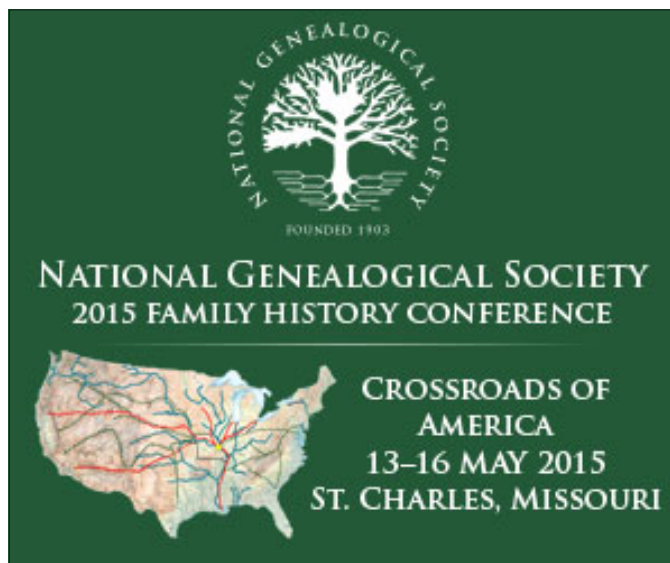 NATIONAL GENEALOGICAL SOCIETY
FOUNDED 1903
NATIONAL GENEALOGICAL SOCIETY
2015 FAMILY HISTORY CONFERENCE
CROSSROADS OF
AMERICA
13–16 MAY 2015
ST. CHARLES, MISSOURI